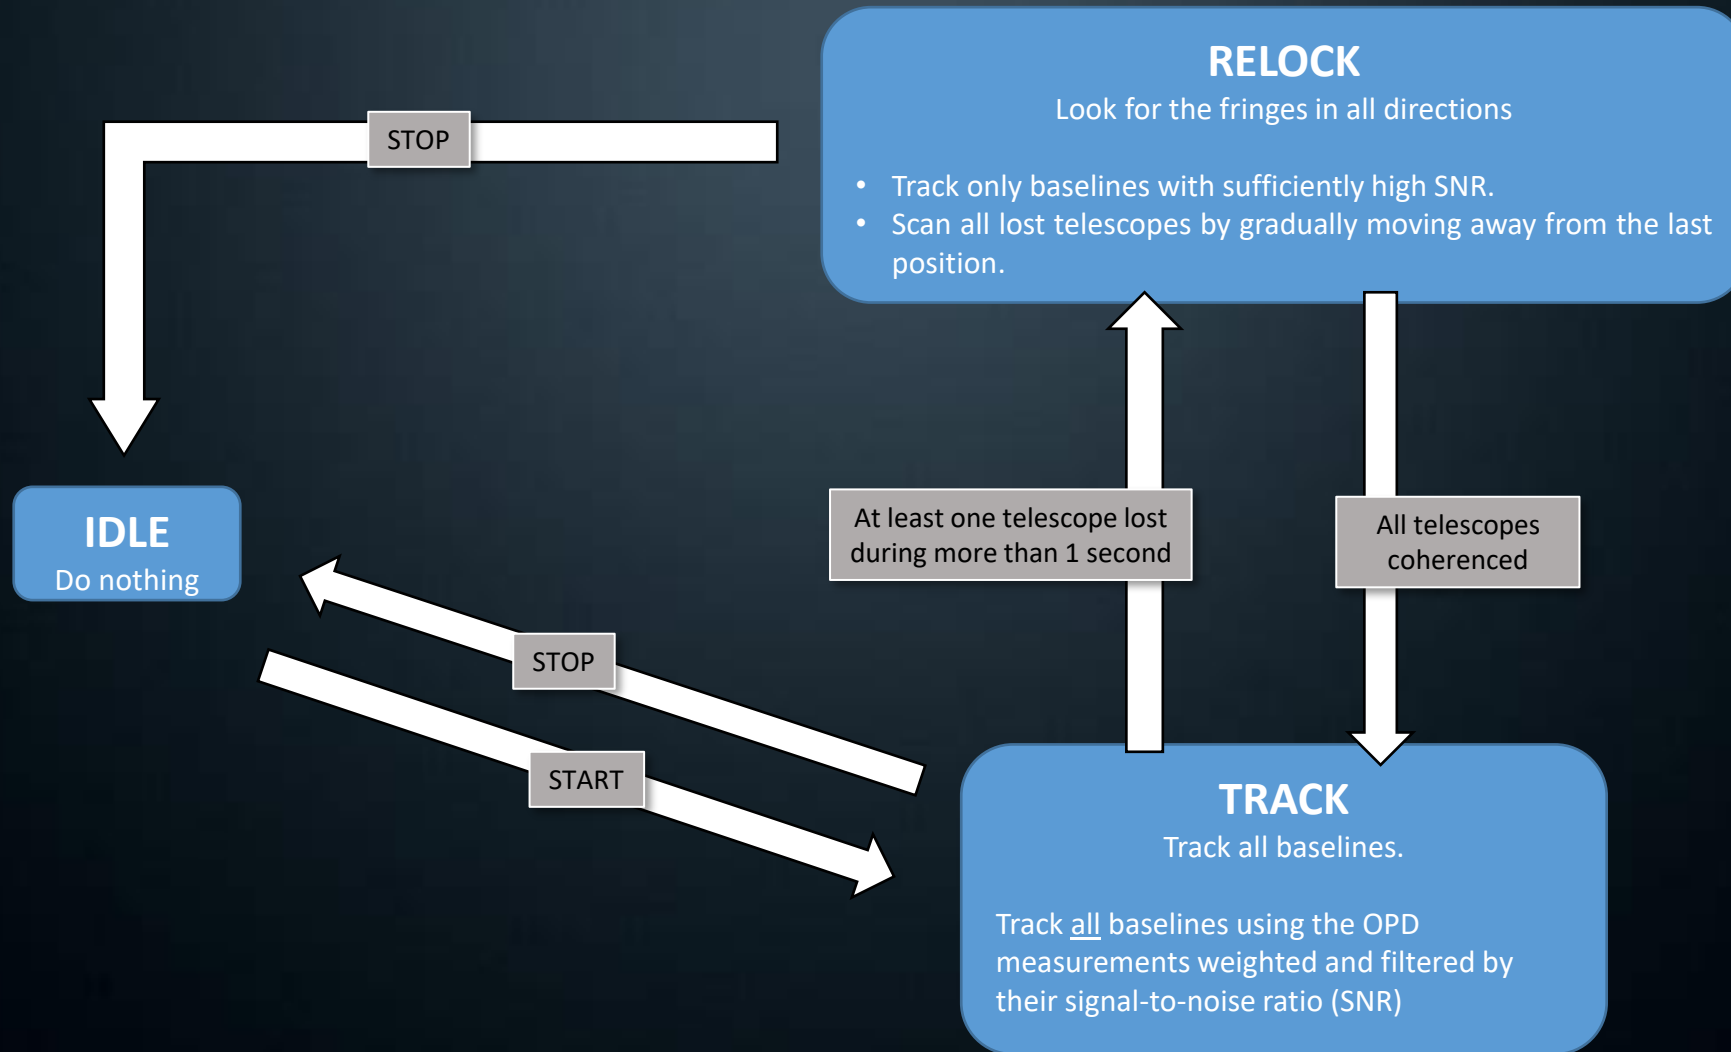 RELOCK
Look for the fringes in all directions
• Track only baselines with sufficiently high SNR.
• Scan all lost telescopes by gradually moving away from the last
position.
STOP
IDLE
Do nothing
At least one telescope lost
during more than 1 second
All telescopes
coherenced
STOP
START
TRACK
Track all baselines.
Track all baselines using the OPD
measurements weighted and filtered by
their signal-to-noise ratio (SNR)